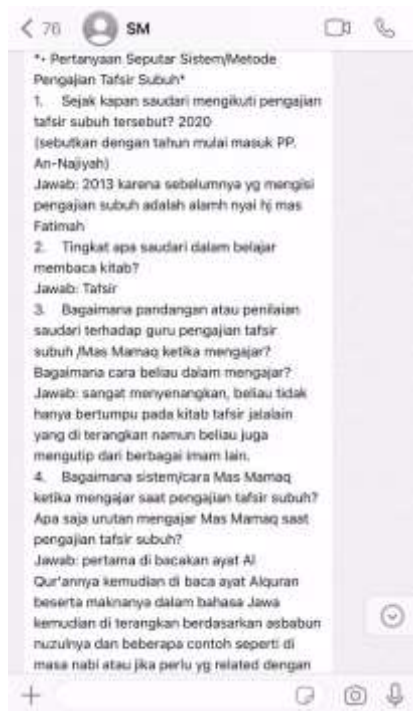 76 SM
*• Pertanyaan Seputar Sistem/Metode
Pengajian Tafsir Subuh*
1. Sejak kapan saudari mengikuti pengajian
tafsir subuh tersebut? 2020
(sebutkan dengan tahun mulai masuk PP.
An-Najiyah)
Jawab: 2013 karena sebelumnya yg mengisi
pengajian subuh adalah alamh nyai hj mas
Fatimah
2. Tingkat apa saudari dalam belajar
membaca kitab?
Jawab: Tafsir
3. Bagaimana pandangan atau penilaian
saudari terhadap guru pengajian tafsir
subuh /Mas Mamaq ketika mengajar?
Bagaimana cara beliau dalam mengajar?
Jawab: sangat menyenangkan, beliau tidak
hanya bertumpu pada kitab tafsir jalalain
yang di terangkan namun beliau juga
mengutip dari berbagai imam lain.
4. Bagaimana sistem/cara Mas Mamaq
ketika mengajar saat pengajian tafsir subuh?
Apa saja urutan mengajar Mas Mamaq saat
pengajian tafsir subuh?
Jawab: pertama di bacakan ayat Al
Qur'annya kemudian di baca ayat Alquran
beserta maknanya dalam bahasa Jawa
kemudian di terangkan berdasarkan asbabun
nuzulnya dan beberapa contoh seperti di
masa nabi atau jika perlu yg related dengan